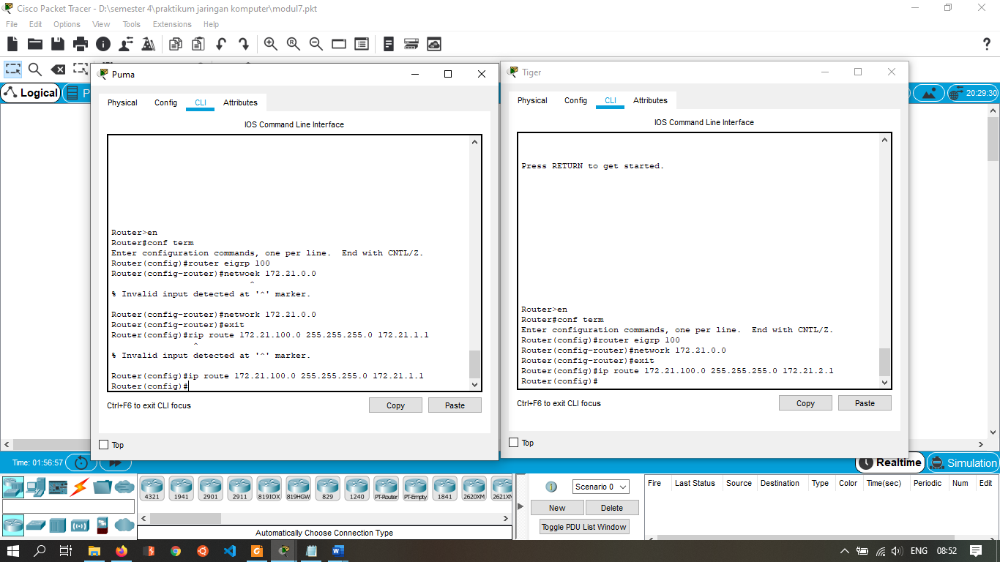 Cisco Packet Tracer - D:\semester 4\praktikum jaringan komputer\modul7.pkt
File Edit Options View Tools Extensions Help
Logical
P
20:29:30
Puma
Physical Config CLI Attributes
IOS Command Line Interface
Router>en
Router#conf term
Enter configuration commands, one per line.  End with CNTL/Z.
Router(config)#router eigrp 100
Router(config-router)#netwoek 172.21.0.0
^
% Invalid input detected at '^' marker.
Router(config-router)#network 172.21.0.0
Router(config-router)#exit
Router(config)#rip route 172.21.100.0 255.255.255.0 172.21.1.1
^
% Invalid input detected at '^' marker.
Router(config)#ip route 172.21.100.0 255.255.255.0 172.21.1.1
Router(config)#
Ctrl+F6 to exit CLI focus
Copy Paste
Top
Tiger
Physical Config CLI Attributes
IOS Command Line Interface
Press RETURN to get started.
Router>en
Router#conf term
Enter configuration commands, one per line.  End with CNTL/Z.
Router(config)#router eigrp 100
Router(config-router)#network 172.21.0.0
Router(config-router)#exit
Router(config)#ip route 172.21.100.0 255.255.255.0 172.21.2.1
Router(config)#
Ctrl+F6 to exit CLI focus
Copy Paste
Top
Time: 01:56:57
Realtime Simulation
4321 1941 2901 2911 819IOX 819HGW 829 1240 PT-Router PT-Empty 1841 2620XM 2621XM
Automatically Choose Connection Type
Scenario 0
New Delete
Toggle PDU List Window
Fire Last Status Source Destination Type Color Time(sec) Periodic Num Edit
ENG 08:52